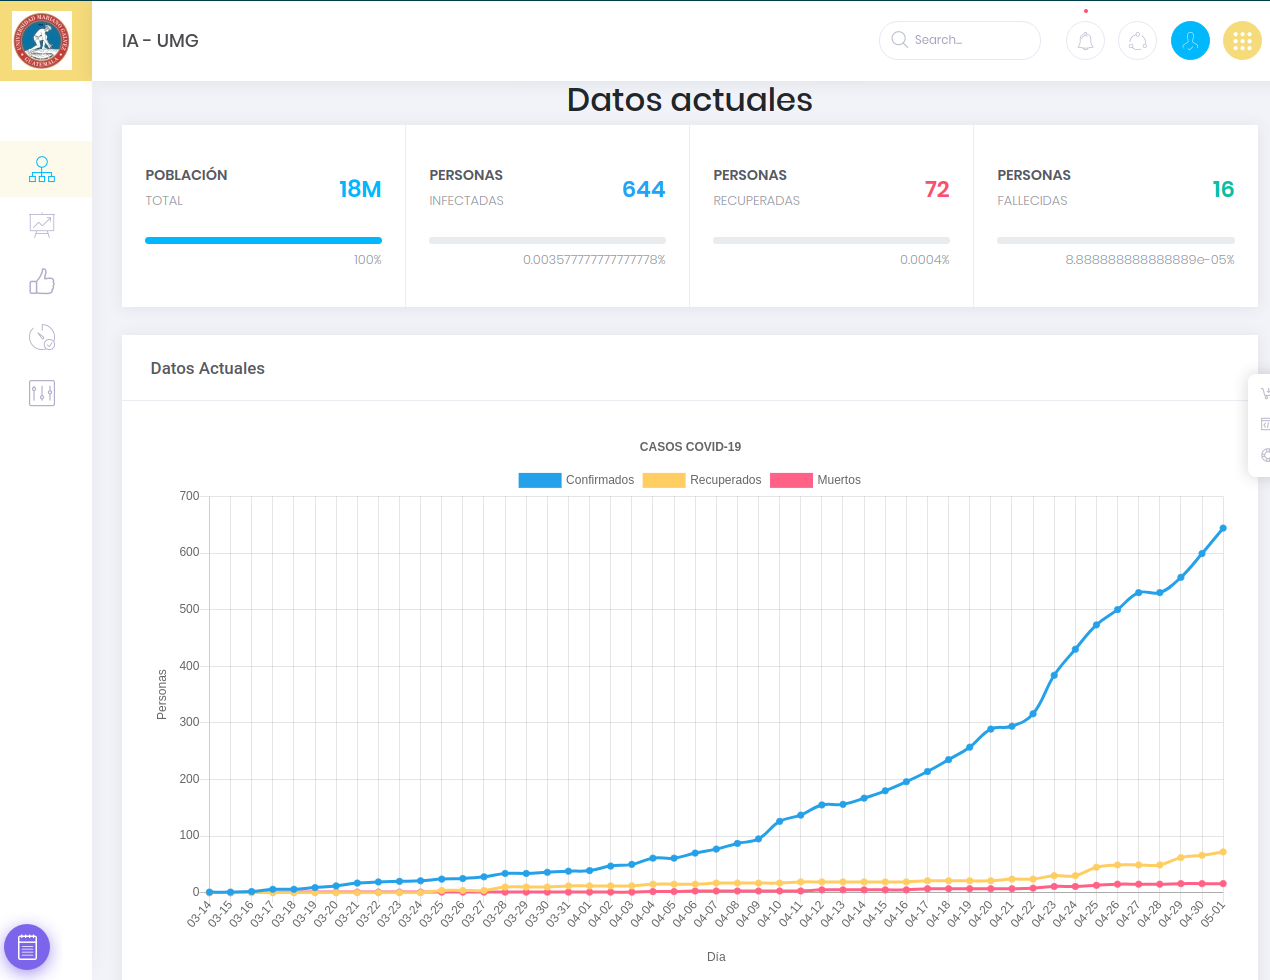 UNIVERSIDAD MARIANO GALVEZ
GUATEMALA
IA - UMG
Search...
Datos actuales
POBLACIÓN
TOTAL
18M
100%
PERSONAS
INFECTADAS
644
0.003577777777777778%
PERSONAS
RECUPERADAS
72
0.0004%
PERSONAS
FALLECIDAS
16
8.888888888888889e-05%
Datos Actuales
CASOS COVID-19
Confirmados Recuperados Muertos
700
600
500
400
300
200
100
0
Personas
03-14 03-15 03-16 03-17 03-18 03-19 03-20 03-21 03-22 03-23 03-24 03-25 03-26 03-27 03-28 03-29 03-30 03-31 04-01 04-02 04-03 04-04 04-05 04-06 04-07 04-08 04-09 04-10 04-11 04-12 04-13 04-14 04-15 04-16 04-17 04-18 04-19 04-20 04-21 04-22 04-23 04-24 04-25 04-26 04-27 04-28 04-29 04-30 05-01
Día